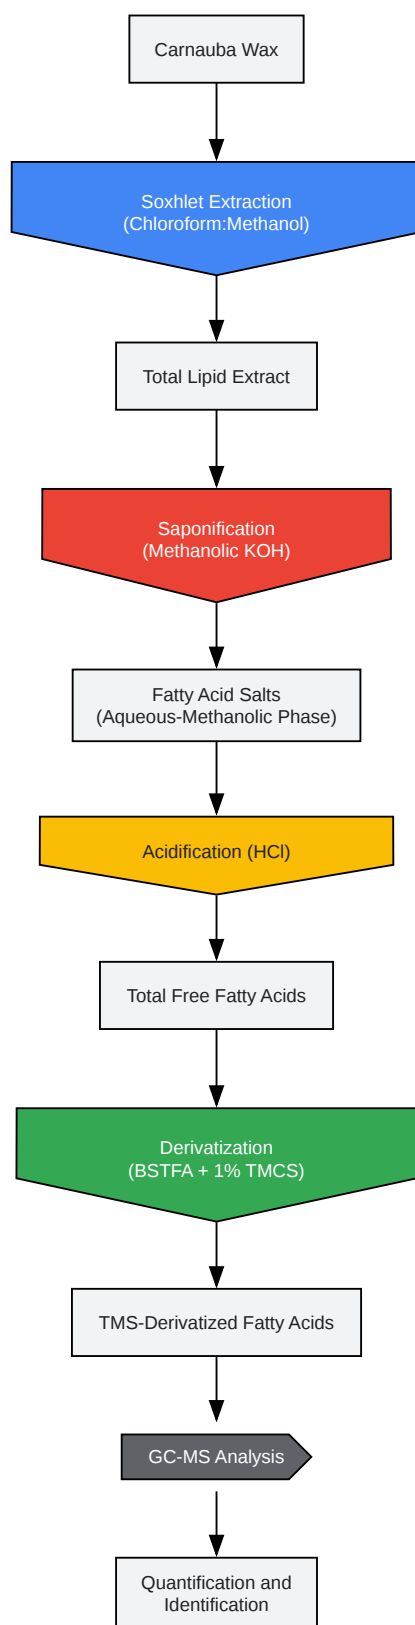 Carnauba Wax
Soxhlet Extraction
(Chloroform:Methanol)
Total Lipid Extract
Saponification
(Methanolic KOH)
Fatty Acid Salts
(Aqueous-Methanolic Phase)
Acidification (HCl)
Total Free Fatty Acids
Derivatization
(BSTFA + 1% TMCS)
TMS-Derivatized Fatty Acids
GC-MS Analysis
Quantification and
Identification